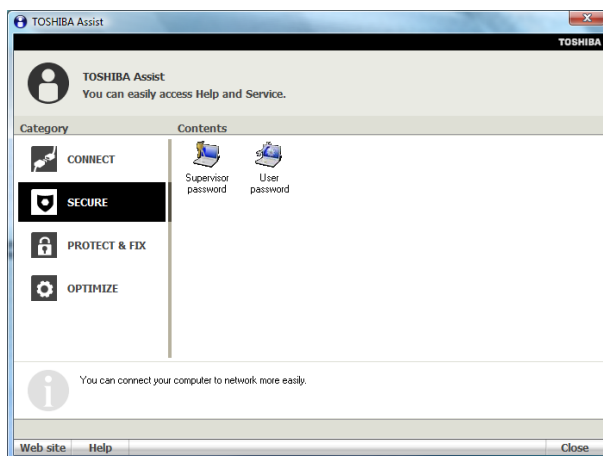 TOSHIBA Assist
TOSHIBA
TOSHIBA Assist
You can easily access Help and Service.
Category
Contents
CONNECT
SECURE
PROTECT & FIX
OPTIMIZE
Supervisor
password
User
password
You can connect your computer to network more easily.
Web site
Help
Close